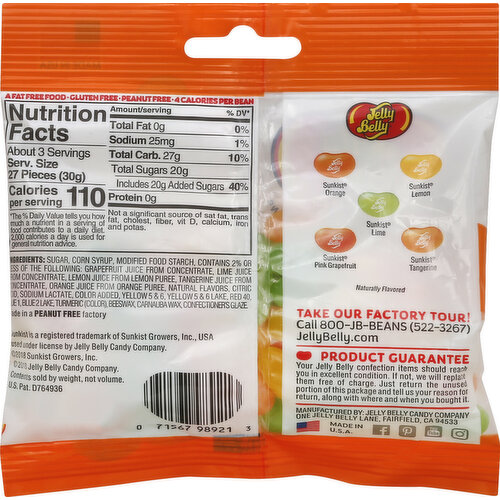 A FAT FREE FOOD · GLUTEN FREE · PEANUT FREE · 4 CALORIES PER BEAN
Nutrition
Facts
About 3 Servings
Serv. Size
27 Pieces (30g)
Calories
per serving 110
Amount/serving % DV*
Total Fat 0g 0%
Sodium 25mg 1%
Total Carb. 27g 10%
Total Sugars 20g
Includes 20g Added Sugars 40%
Protein 0g
*The % Daily Value tells you how
much a nutrient in a serving of
food contributes to a daily diet.
2,000 calories a day is used for
general nutrition advice.
Not a significant source of sat fat, trans
fat, cholest, fiber, vit D, calcium, iron
and potas.
INGREDIENTS: SUGAR, CORN SYRUP, MODIFIED FOOD STARCH, CONTAINS 2% OR
ESS OF THE FOLLOWING: GRAPEFRUIT JUICE FROM CONCENTRATE, LIME JUICE
FROM CONCENTRATE, LEMON JUICE FROM LEMON PUREE, TANGERINE JUICE FROM
ONCENTRATE, ORANGE JUICE FROM ORANGE PUREE, NATURAL FLAVORS, CITRIC
CID, SODIUM LACTATE, COLOR ADDED, YELLOW 5 & 6, YELLOW 5 & 6 LAKE, RED 40,
UE 1, BLUE 2 LAKE, TURMERIC (COLOR), BEESWAX, CARNAUBA WAX, CONFECTIONER'S GLAZE.
ade in a PEANUT FREE factory
unkist is a registered trademark of Sunkist Growers, Inc., USA
sed under license by Jelly Belly Candy Company.
2018 Sunkist Growers, Inc.
Jelly Belly Candy Company.
Contents sold by weight, not volume.
U.S. Pat. D764936
0 71567 98921 3
Jelly
Belly
Sunkist®
Orange
Sunkist®
Lemon
Sunkist®
Lime
Sunkist®
Pink Grapefruit
Sunkist®
Tangerine
Naturally Flavored
TAKE OUR FACTORY TOUR!
Call 800-JB-BEANS (522-3267)
JellyBelly.com
PRODUCT GUARANTEE
Your Jelly Belly confection items should reach
you in excellent condition. If not, we will replace
them free of charge. Just return the unused
portion of this package and tell us your reason for
return, along with where and when you bought it.
MANUFACTURED BY: JELLY BELLY CANDY COMPANY
ONE JELLY BELLY LANE, FAIRFIELD, CA 94533
MADE IN
U.S.A.